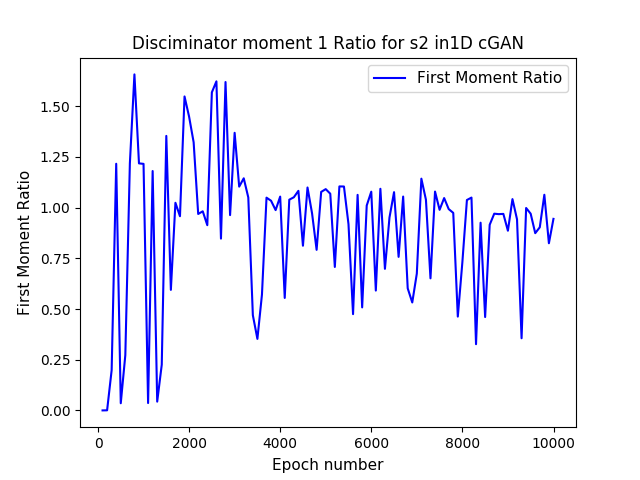 Disciminator moment 1 Ratio for s2 in1D cGAN
First Moment Ratio
First Moment Ratio
1.50
1.25
1.00
0.75
0.50
0.25
0.00
0 2000 4000 6000 8000 10000
Epoch number